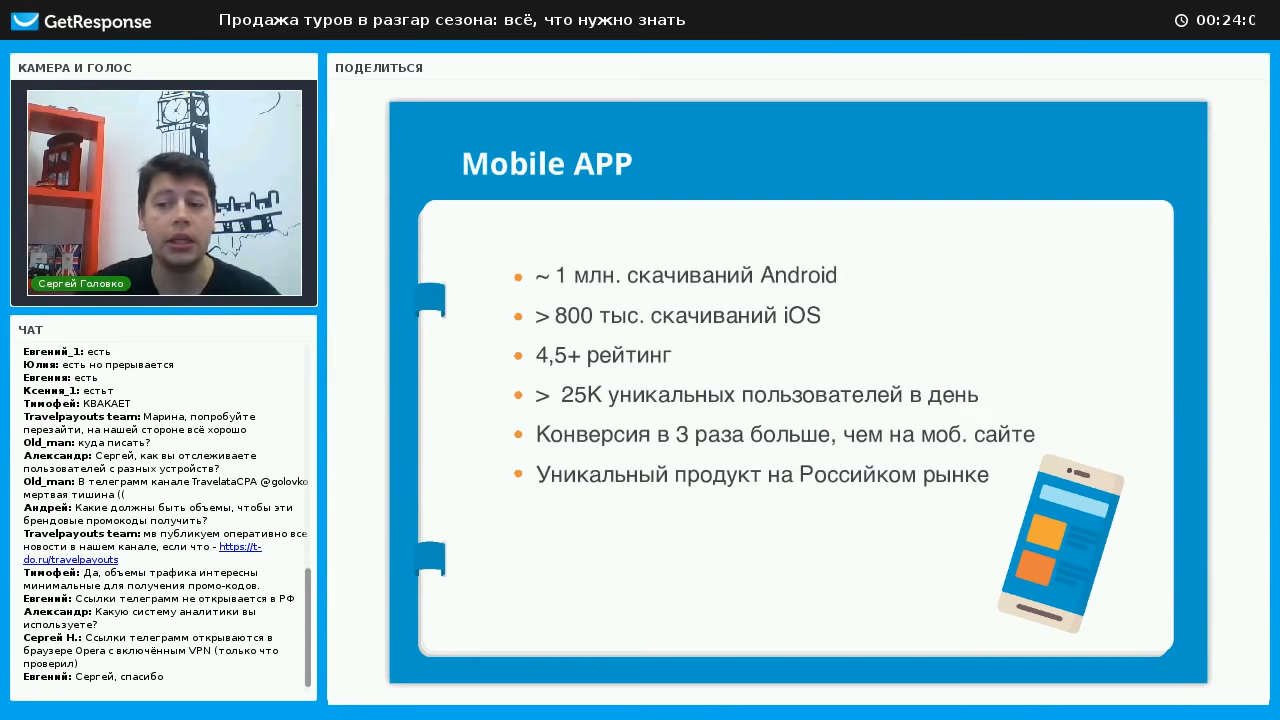 GetResponse
Продажа туров в разгар сезона: всё, что нужно знать
00:24:0
КАМЕРА И ГОЛОС
Сергей Головко
ЧАТ
Евгений_1: есть
Юлия: есть но прерывается
Евгения: есть
Ксения_1: естьт
Тимофей: КВАКАЕТ
Travelpayouts team: Марина, попробуйте
перезайти, на нашей стороне всё хорошо
Old_man: куда писать?
Александр: Сергей, как вы отслеживаете
пользователей с разных устройств?
Old_man: В телеграмм канале TravelataCPA @golovko
мертвая тишина ((
Андрей: Какие должны быть объемы, чтобы эти
брендовые промокоды получить?
Travelpayouts team: мв публикуем оперативно все
новости в нашем канале, если что - https://t-
do.ru/travelpayouts
Тимофей: Да, объемы трафика интересны
минимальные для получения промо-кодов.
Евгений: Ссылки телеграмм не открывается в РФ
Александр: Какую систему аналитики вы
используете?
Сергей Н.: Ссылки телеграмм открываются в
браузере Opera с включённым VPN (только что
проверил)
Евгений: Сергей, спасибо
ПОДЕЛИТЬСЯ
Mobile APP
~ 1 млн. скачиваний Android
> 800 тыс. скачиваний iOS
4,5+ рейтинг
> 25K уникальных пользователей в день
Конверсия в 3 раза больше, чем на моб. сайте
Уникальный продукт на Российком рынке